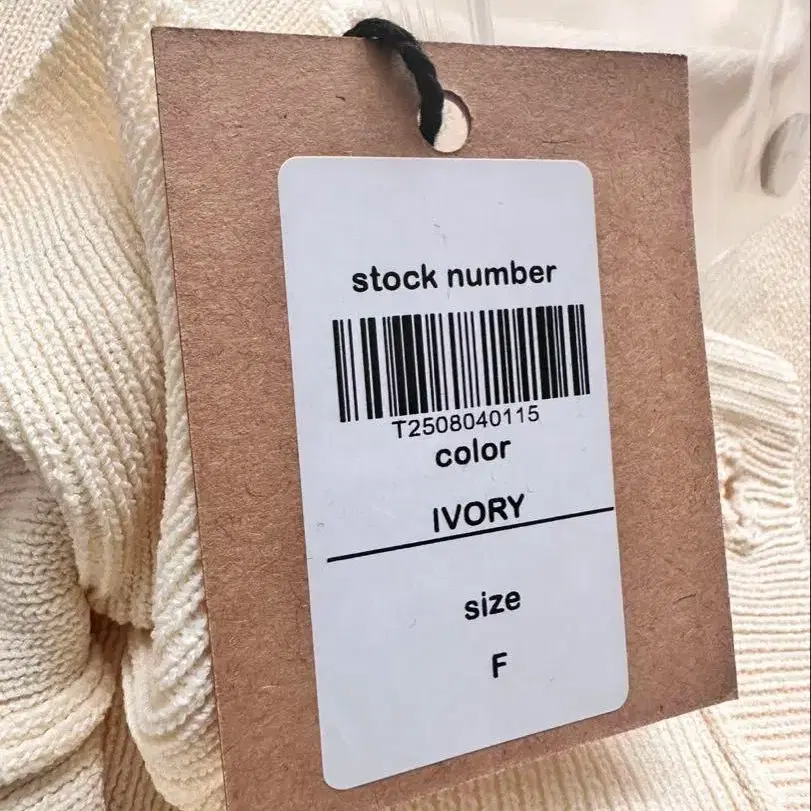 stock number
T2508040115
color
IVORY
size
F